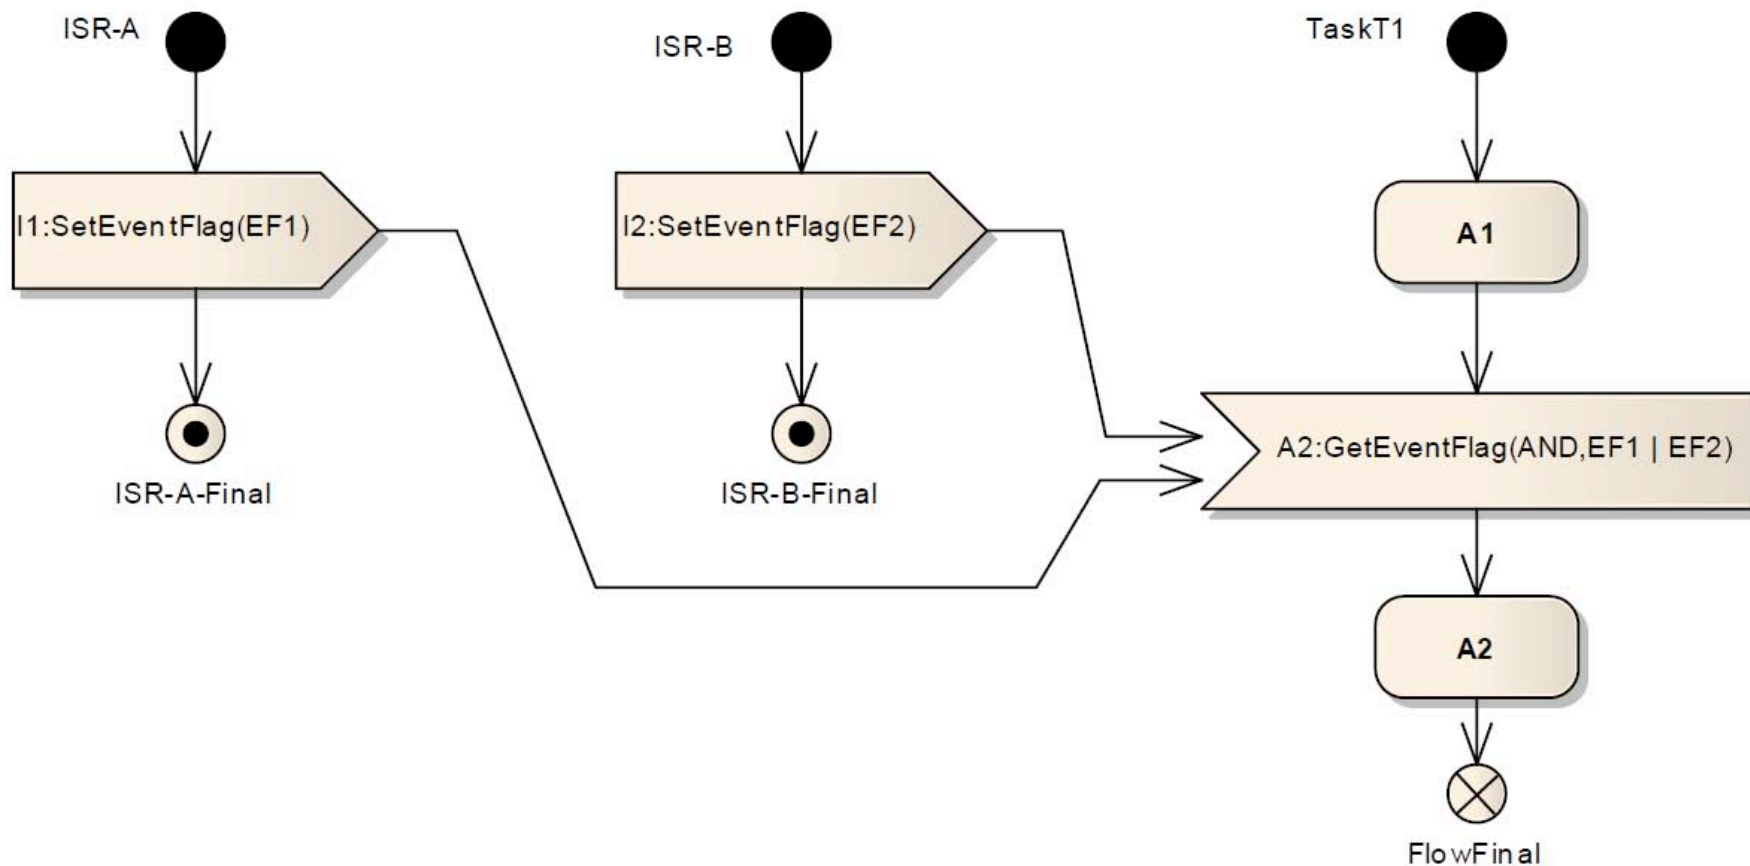 ISR-A
ISR-B
TaskT1
I1:SetEventFlag(EF1)
I2:SetEventFlag(EF2)
A1
A2:GetEventFlag(AND,EF1 | EF2)
ISR-A-Final
ISR-B-Final
A2
FlowFinal